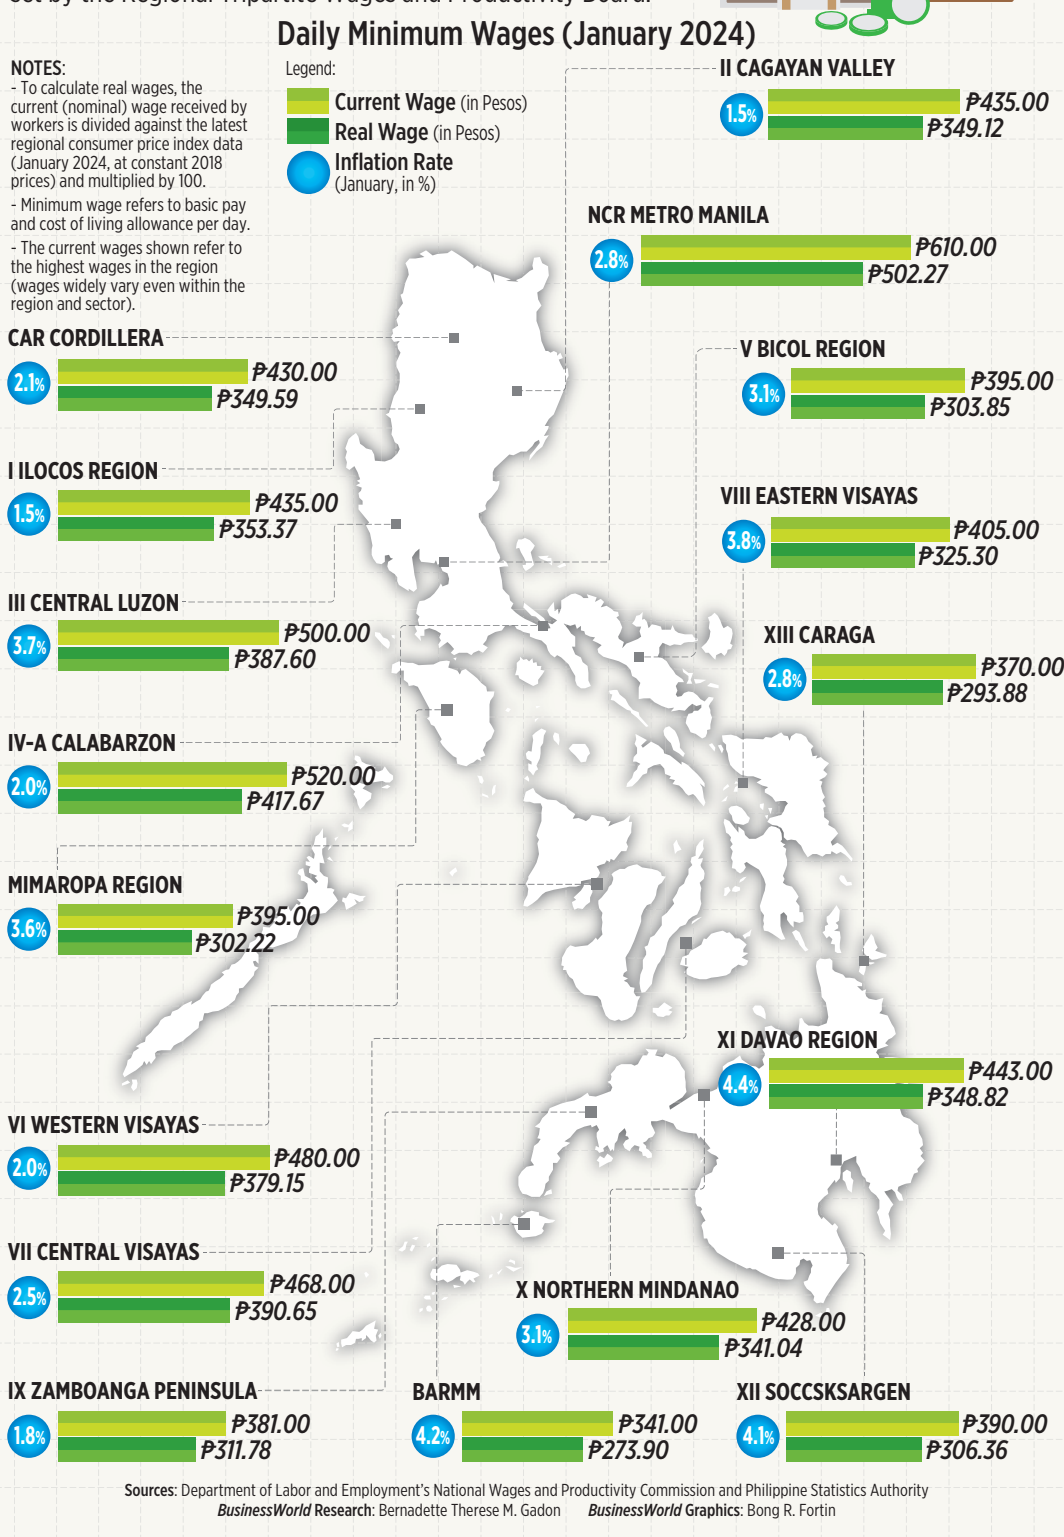 set by the Regional Tripartite Wages and Productivity Board.
Daily Minimum Wages (January 2024)
NOTES:
- To calculate real wages, the
current (nominal) wage received by
workers is divided against the latest
regional consumer price index data
(January 2024, at constant 2018
prices) and multiplied by 100.
- Minimum wage refers to basic pay
and cost of living allowance per day.
- The current wages shown refer to
the highest wages in the region
(wages widely vary even within the
region and sector).
Legend:
Current Wage (in Pesos)
Real Wage (in Pesos)
Inflation Rate
(January, in %)
II CAGAYAN VALLEY
1.5%
₱435.00
₱349.12
NCR METRO MANILA
2.8%
₱610.00
₱502.27
CAR CORDILLERA
2.1%
₱430.00
₱349.59
V BICOL REGION
3.1%
₱395.00
₱303.85
I ILOCOS REGION
1.5%
₱435.00
₱353.37
VIII EASTERN VISAYAS
3.8%
₱405.00
₱325.30
III CENTRAL LUZON
3.7%
₱500.00
₱387.60
XIII CARAGA
2.8%
₱370.00
₱293.88
IV-A CALABARZON
2.0%
₱520.00
₱417.67
MIMAROPA REGION
3.6%
₱395.00
₱302.22
XI DAVAO REGION
4.4%
₱443.00
₱348.82
VI WESTERN VISAYAS
2.0%
₱480.00
₱379.15
VII CENTRAL VISAYAS
2.5%
₱468.00
₱390.65
X NORTHERN MINDANAO
3.1%
₱428.00
₱341.04
IX ZAMBOANGA PENINSULA
1.8%
₱381.00
₱311.78
BARMM
4.2%
₱341.00
₱273.90
XII SOCCSKSARGEN
4.1%
₱390.00
₱306.36
Sources: Department of Labor and Employment's National Wages and Productivity Commission and Philippine Statistics Authority
BusinessWorld Research: Bernadette Therese M. Gadon BusinessWorld Graphics: Bong R. Fortin